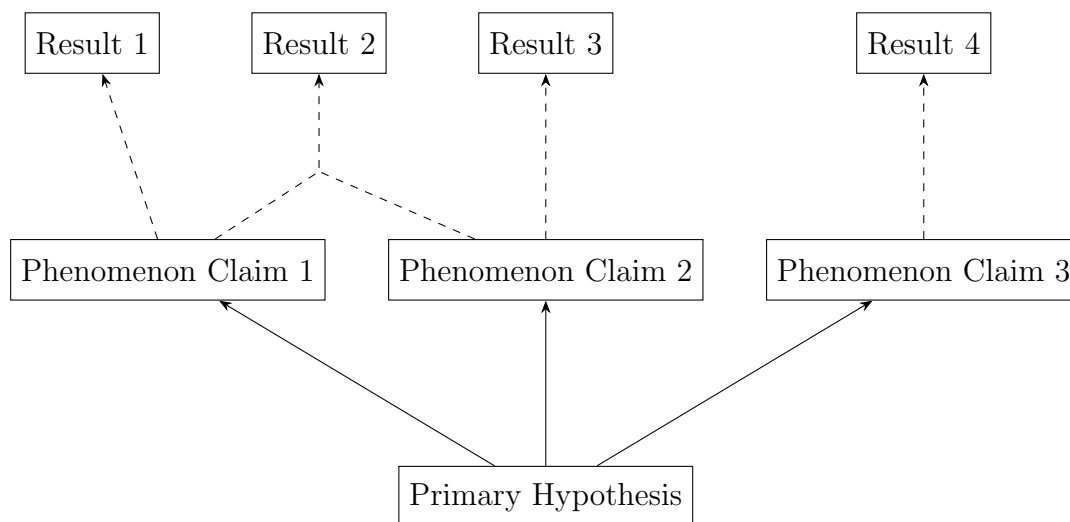 Result 1
Result 2
Result 3
Result 4
Phenomenon Claim 1
Phenomenon Claim 2
Phenomenon Claim 3
Primary Hypothesis